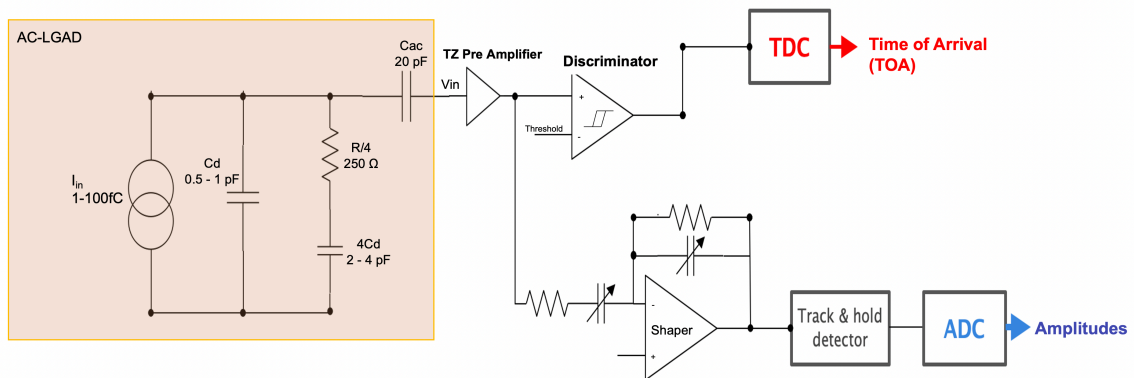 AC-LGAD
Cac
20 pF
TZ Pre Amplifier
Vin
Discriminator
+
Threshold
-
TDC
Time of Arrival
(TOA)
R/4
250 Ω
Cd
0.5 - 1 pF
Iin
1-100fC
4Cd
2 - 4 pF
-
Shaper
+
Track & hold
detector
ADC
Amplitudes